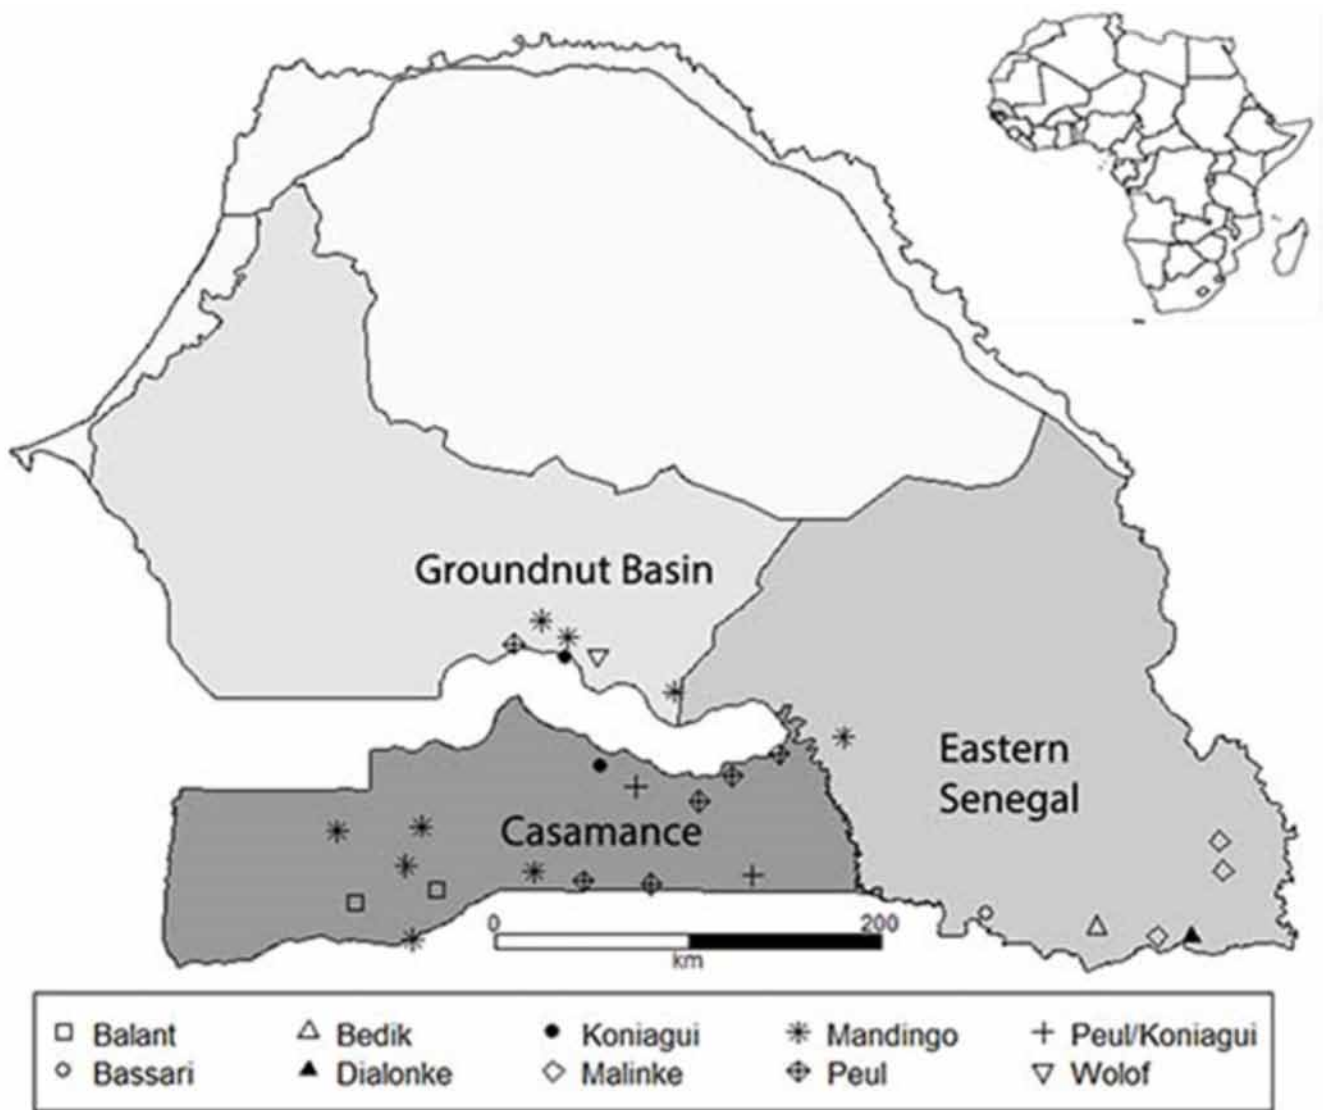 Groundnut Basin
Eastern
Senegal
Casamance
0 200
km
Balant Bedik Koniagui Mandingo Peul/Koniagui
Bassari Dialonke Malinke Peul Wolof